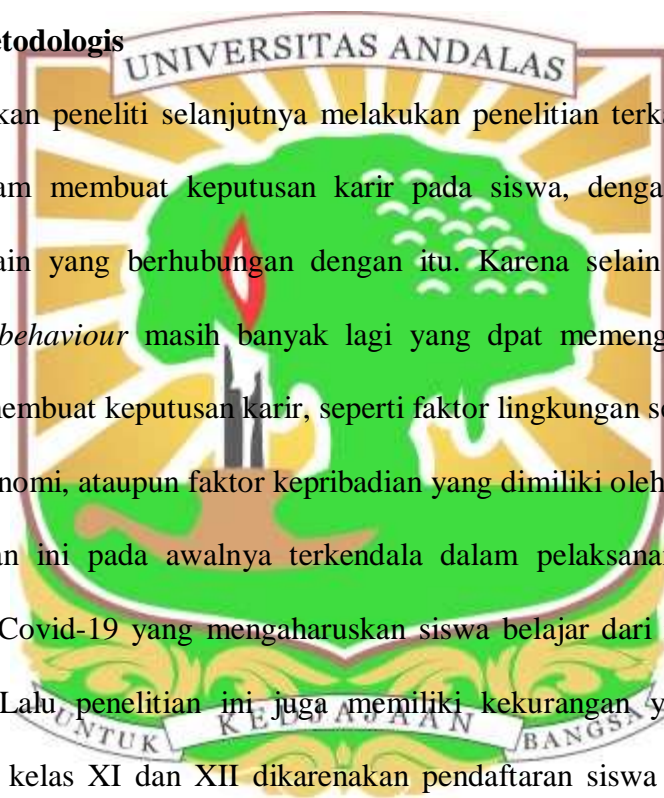 etodologis
UNIVERSITAS ANDALAS
kan peneliti selanjutnya melakukan penelitian terka
am membuat keputusan karir pada siswa, denga
ain yang berhubungan dengan itu. Karena selain
behaviour masih banyak lagi yang dpat memeng
membuat keputusan karir, seperti faktor lingkungan se
nomi, ataupun faktor kepribadian yang dimiliki oleh
an ini pada awalnya terkendala dalam pelaksanar
Covid-19 yang mengaharuskan siswa belajar dari
Lalu penelitian ini juga memiliki kekurangan y
UNTUK KEDJAJAAN BANGSA
kelas XI dan XII dikarenakan pendaftaran siswa